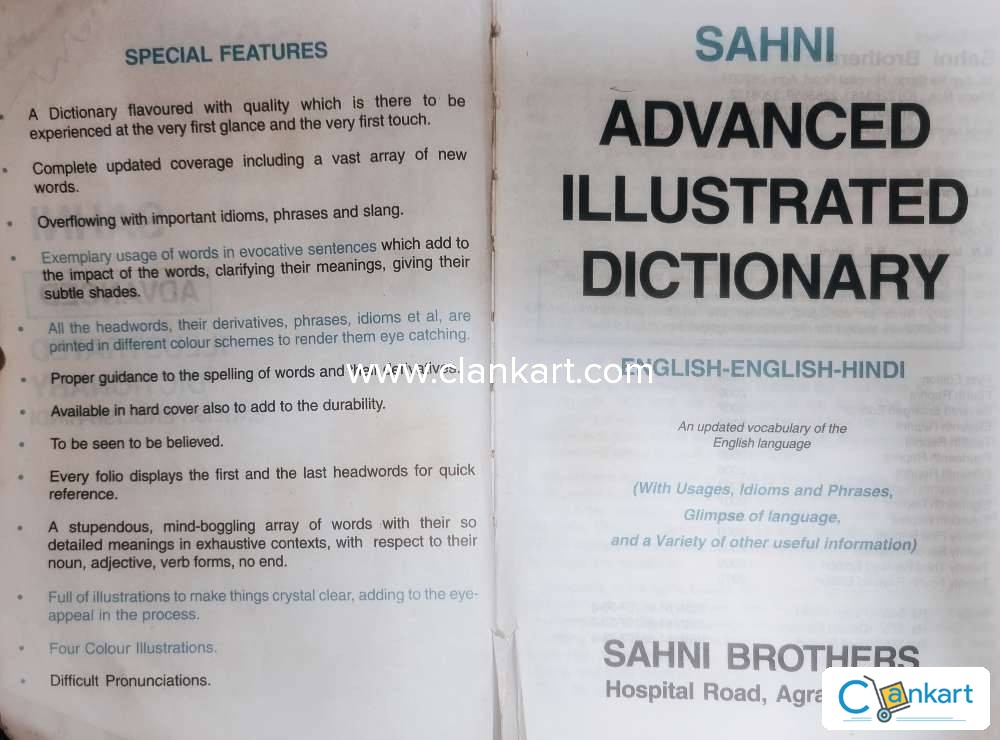 SPECIAL FEATURES
• A Dictionary flavoured with quality which is there to be
experienced at the very first glance and the very first touch.
• Complete updated coverage including a vast array of new
words.
• Overflowing with important idioms, phrases and slang.
• Exemplary usage of words in evocative sentences which add to
the impact of the words, clarifying their meanings, giving their
subtle shades.
• All the headwords, their derivatives, phrases, idioms et al, are
printed in different colour schemes to render them eye catching.
• Proper guidance to the spelling of words and their derivatives.
• Available in hard cover also to add to the durability.
• To be seen to be believed.
• Every folio displays the first and the last headwords for quick
reference.
• A stupendous, mind-boggling array of words with their so
detailed meanings in exhaustive contexts, with respect to their
noun, adjective, verb forms, no end.
• Full of illustrations to make things crystal clear, adding to the eye-
appeal in the process.
• Four Colour Illustrations.
• Difficult Pronunciations.
SAHNI
ADVANCED
ILLUSTRATED
DICTIONARY
ENGLISH-ENGLISH-HINDI
An updated vocabulary of the
English language
(With Usages, Idioms and Phrases,
Glimpse of language,
and a Variety of other useful information)
SAHNI BROTHERS
Hospital Road, Agra
www.clankart.com
Clankart